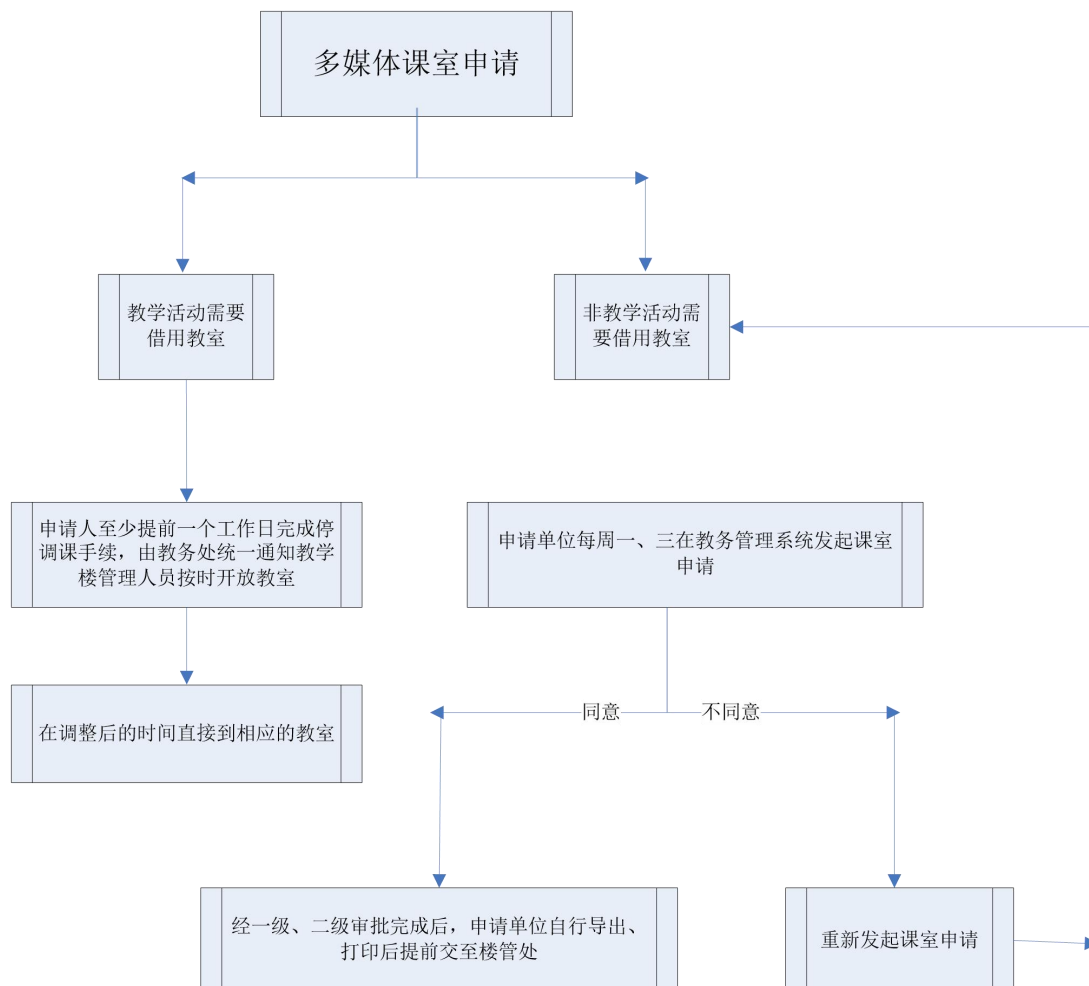 多媒体课室申请
教学活动需要
借用教室
非教学活动需
要借用教室
申请人至少提前一个工作日完成停
调课手续，由教务处统一通知教学
楼管理人员按时开放教室
申请单位每周一、三在教务管理系统发起课室
申请
在调整后的时间直接到相应的教室
同意
不同意
经一级、二级审批完成后，申请单位自行导出、
打印后提前交至楼管处
重新发起课室申请